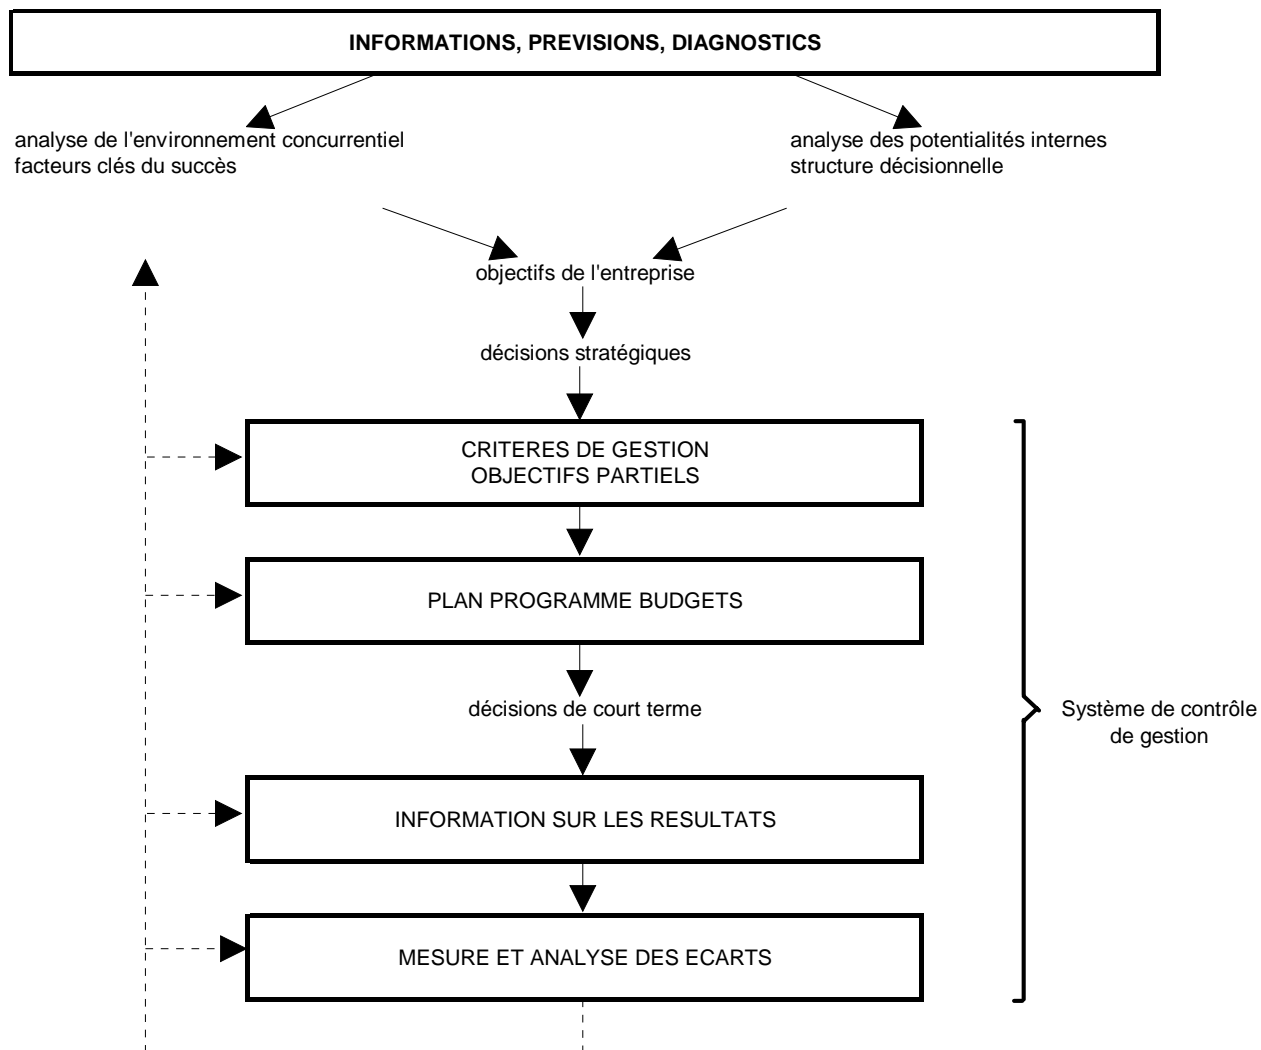 INFORMATIONS, PREVISIONS, DIAGNOSTICS
analyse de l'environnement concurrentiel
facteurs clés du succès
analyse des potentialités internes
structure décisionnelle
objectifs de l'entreprise
décisions stratégiques
CRITERES DE GESTION
OBJECTIFS PARTIELS
PLAN PROGRAMME BUDGETS
décisions de court terme
Système de contrôle
de gestion
INFORMATION SUR LES RESULTATS
MESURE ET ANALYSE DES ECARTS